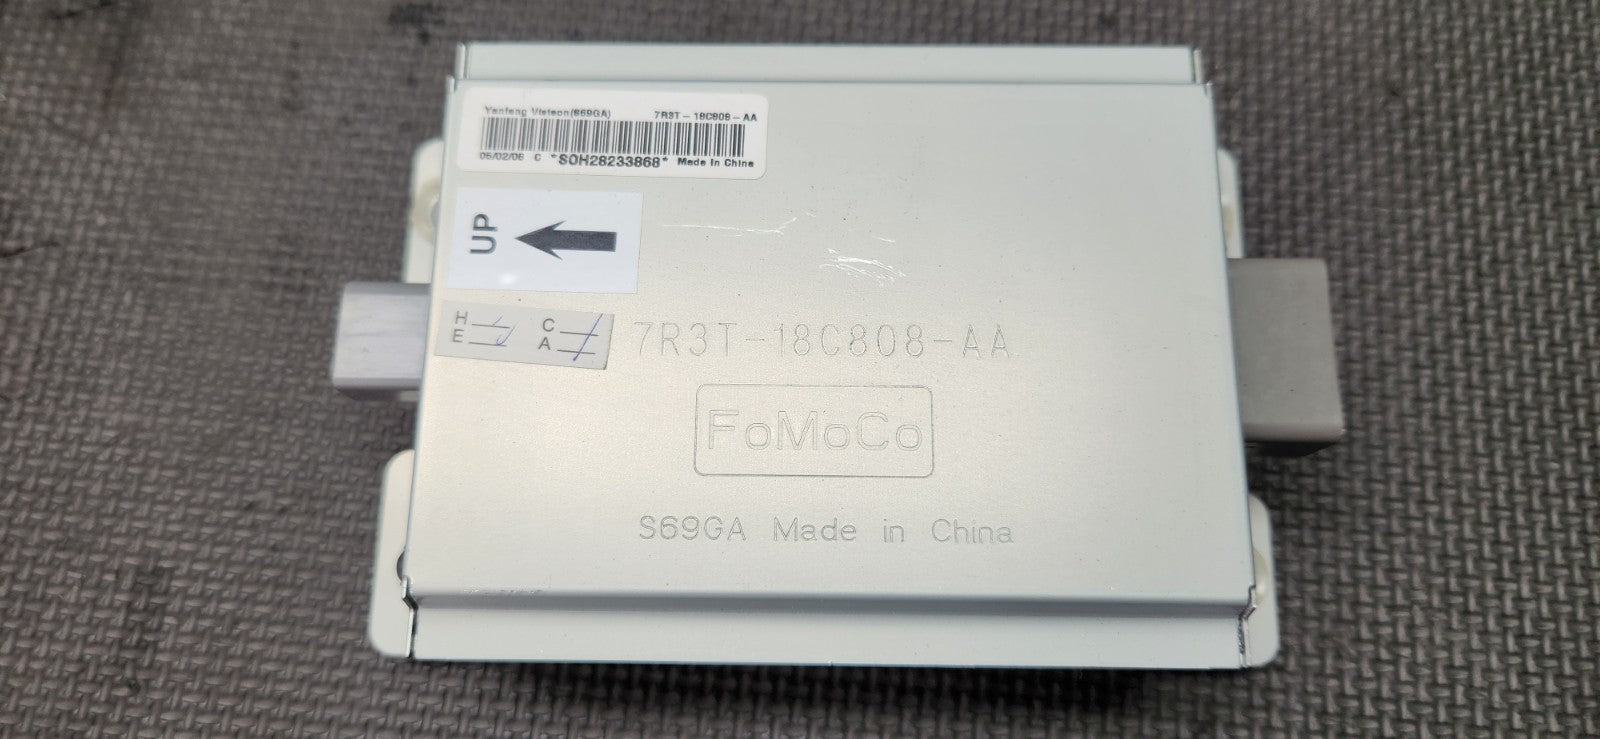 Yanfeng Visteon(S69GA) 7R3T-18C808-AA
05/02/06 C *SOH28233868* Made In China
UP
H C
E A
7R3T-18C808-AA
FoMoCo
S69GA Made in China